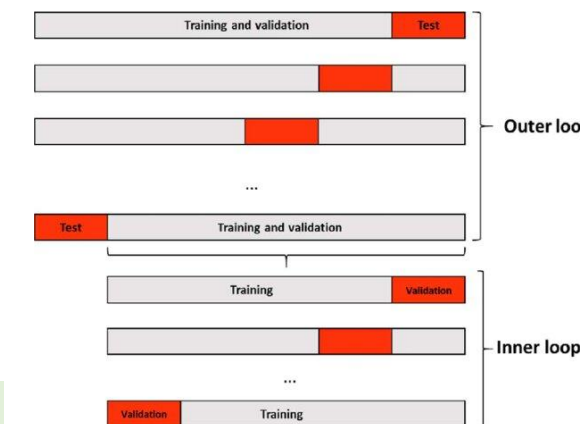 Training and validation
Test
Outer loo
...
Test
Training and validation
Training
Validation
Inner loop
...
Validation
Training